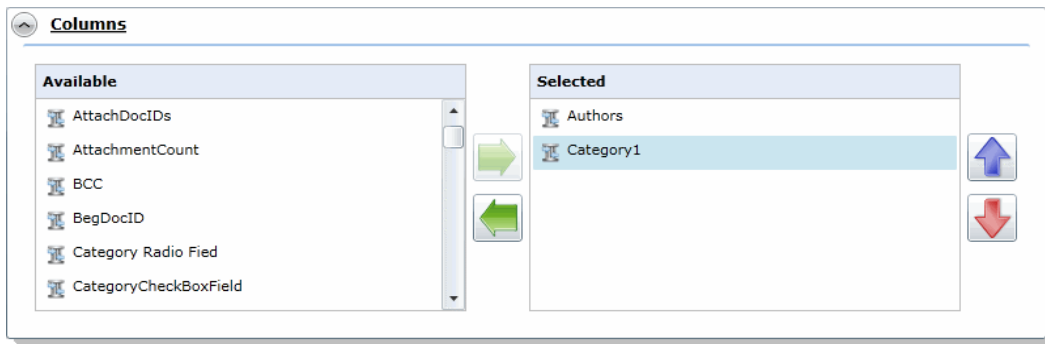 Columns
Available
AttachDocIDs
AttachmentCount
BCC
BegDocID
Category Radio Fied
CategoryCheckBoxField
Selected
Authors
Category1